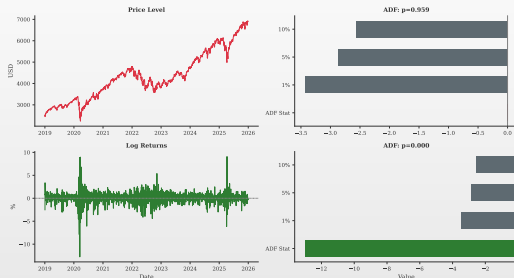 Price Level
7000
6000
5000
4000
3000
USD
2019 2020 2021 2022 2023 2024 2025 2026
ADF: p=0.959
10%
5%
1%
ADF Stat
−3.5 −3.0 −2.5 −2.0 −1.5 −1.0 −0.5 0.0
Log Returns
10
5
0
−5
−10
%
2019 2020 2021 2022 2023 2024 2025 2026
Date
ADF: p=0.000
10%
5%
1%
ADF Stat
−12 −10 −8 −6 −4 −2
Value